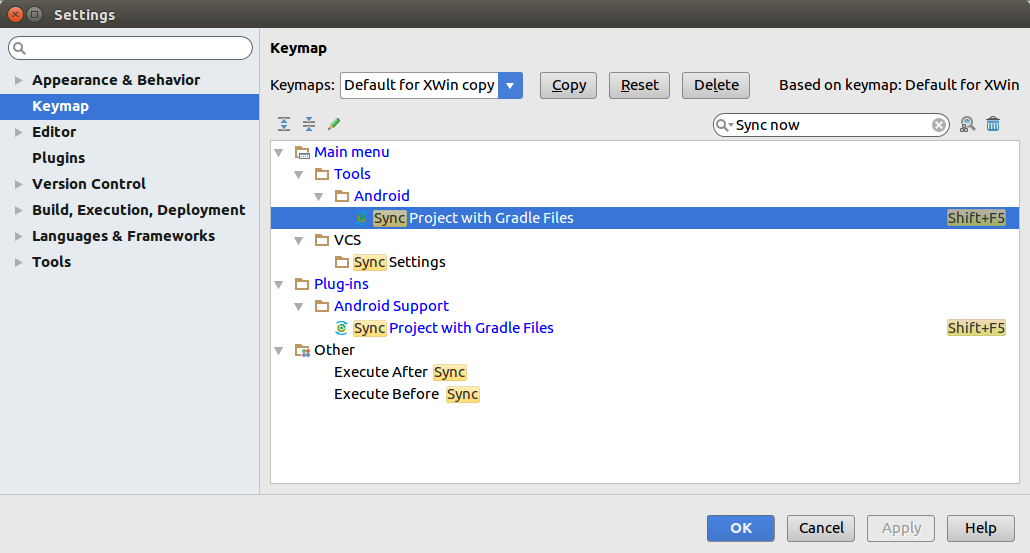 Settings
Appearance & Behavior
Keymap
Editor
Plugins
Version Control
Build, Execution, Deployment
Languages & Frameworks
Tools
Keymap
Keymaps: Default for XWin copy Copy Reset Delete Based on keymap: Default for XWin
Sync now
Main menu
Tools
Android
Sync Project with Gradle Files Shift+F5
VCS
Sync Settings
Plug-ins
Android Support
Sync Project with Gradle Files Shift+F5
Other
Execute After Sync
Execute Before Sync
OK Cancel Apply Help